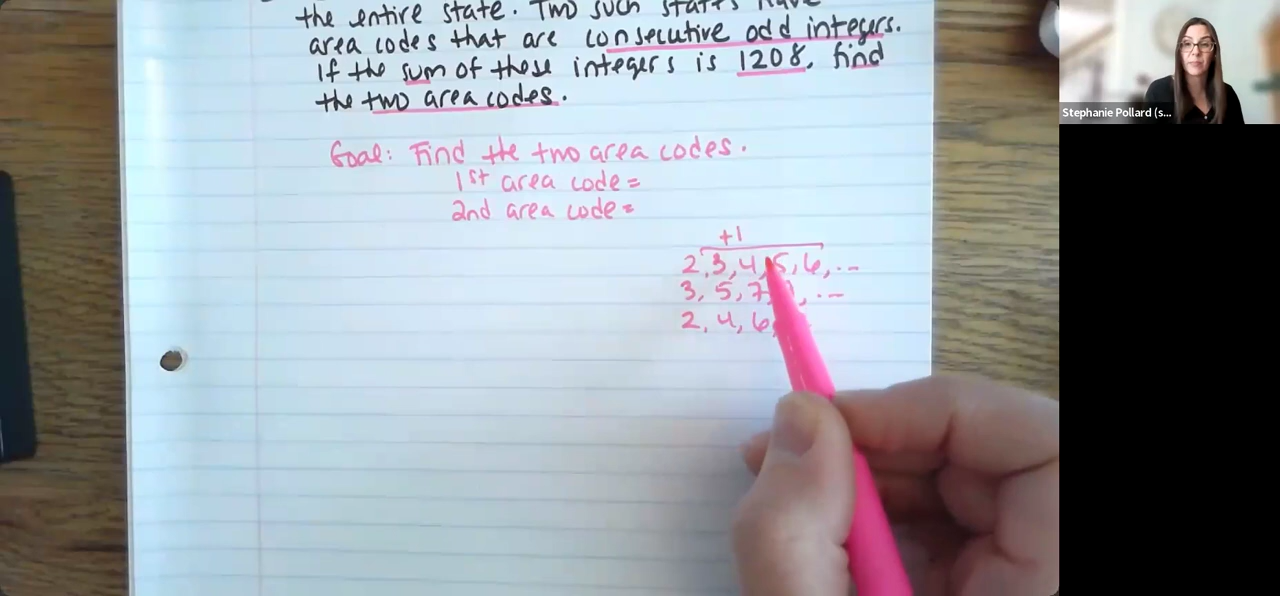 the entire state. Two such states have
area codes that are consecutive odd integers.
If the sum of these integers is 1208, find
the two area codes.
Goal: Find the two area codes.
1st area code=
2nd area code=
+1
2,3,4,5,6,...
3, 5, 7, ...
2, 4, 6,
Stephanie Pollard (s...